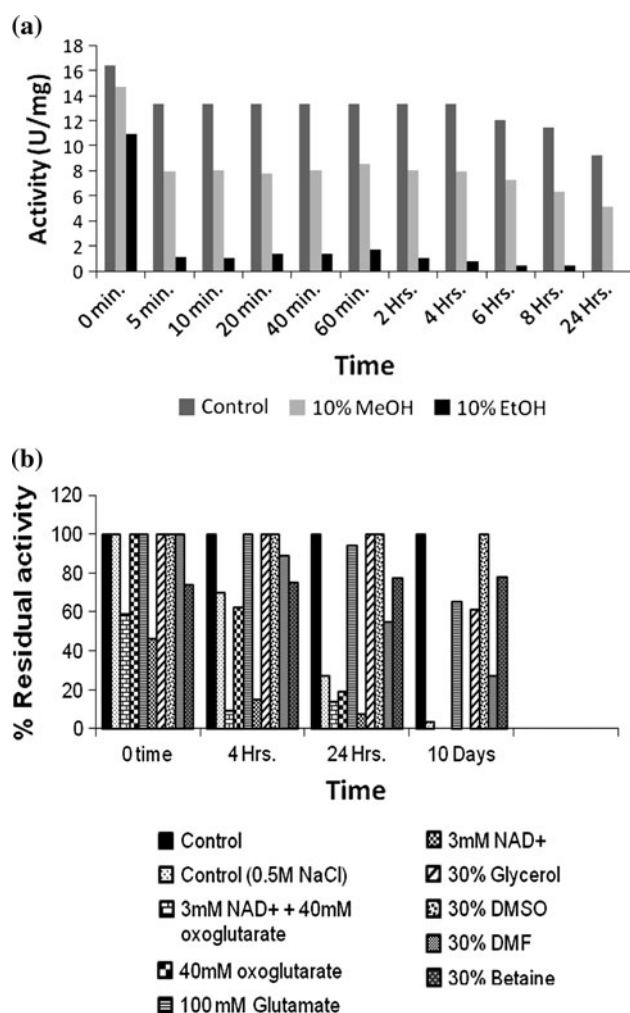 (a)
18
16
14
12
10
8
6
4
2
0
Activity (U/mg)
0 min.
5 min.
10 min.
20 min.
40 min.
60 min.
2 Hrs.
4 Hrs.
6 Hrs.
8 Hrs.
24 Hrs.
Time
Control
10% MeOH
10% EtOH
(b)
120
100
80
60
40
20
0
% Residual activity
0 time
4 Hrs.
24 Hrs.
10 Days
Time
Control
Control (0.5M NaCl)
3mM NAD+ + 40mM
oxoglutarate
40mM oxoglutarate
100 mM Glutamate
3mM NAD+
30% Glycerol
30% DMSO
30% DMF
30% Betaine